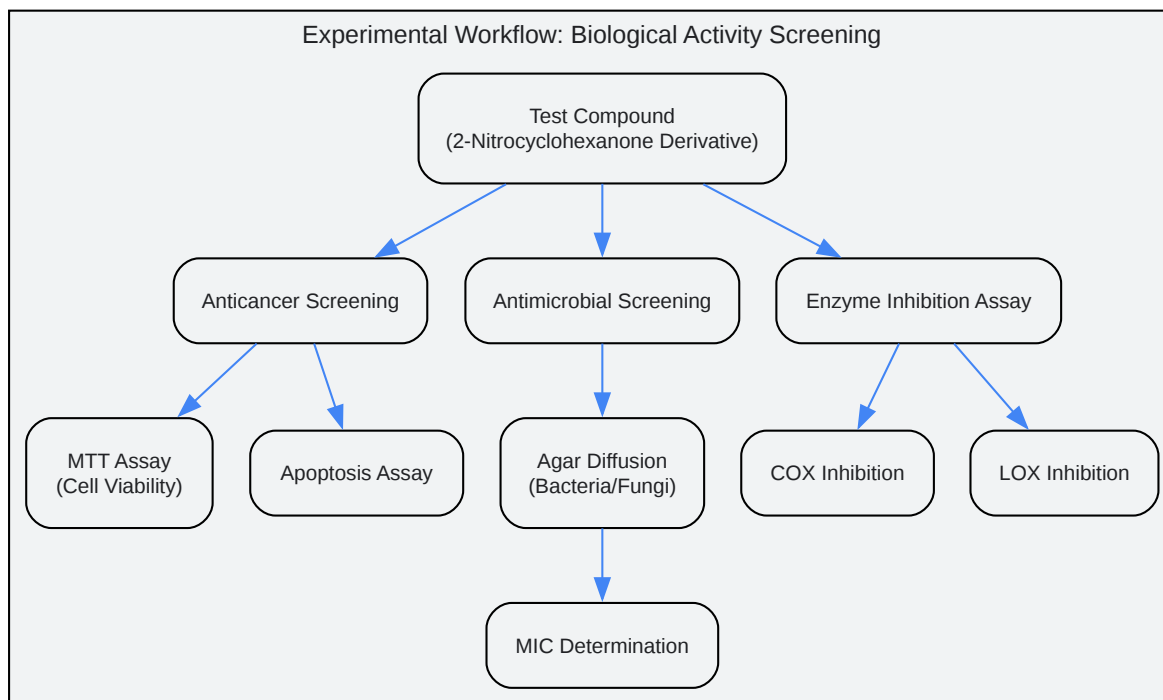 Experimental Workflow: Biological Activity Screening
Test Compound
(2-Nitrocyclohexanone Derivative)
Anticancer Screening
Antimicrobial Screening
Enzyme Inhibition Assay
MTT Assay
(Cell Viability)
Apoptosis Assay
Agar Diffusion
(Bacteria/Fungi)
COX Inhibition
LOX Inhibition
MIC Determination